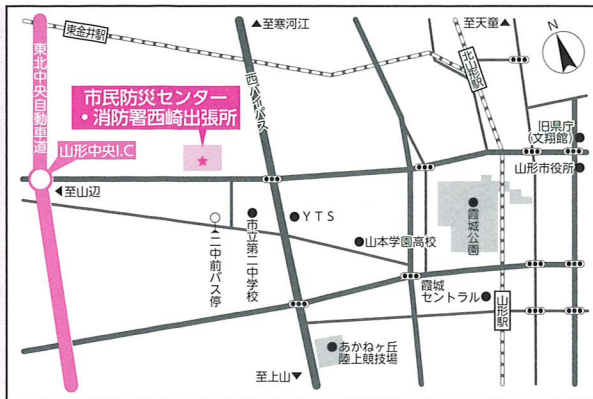 東北中央自動車道
東金井駅
▲至寒河江
西バイパス
至天童▲
N
北山形駅
市民防災センター
・消防署西崎出張所
山形中央I.C
◀至山辺
旧県庁
(文翔館)
山形市役所
二中前バス停
市立第二中学校
YTS
山本学園高校
霞城公園
霞城
セントラル
山形駅
あかねヶ丘
陸上競技場
至上山▼